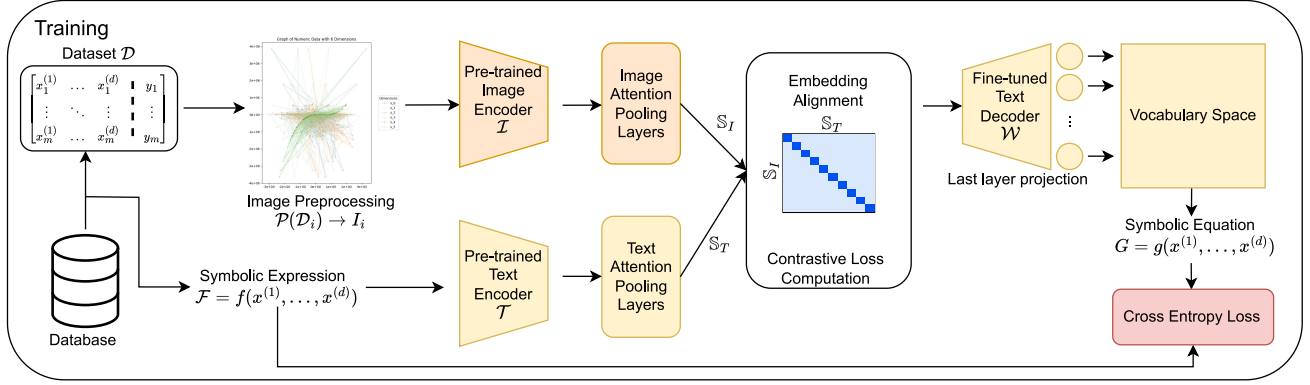 Training
Dataset 𝒟
x_1^{(1)} … x_1^{(d)} y_1
⋮ ⋱ ⋮ ⋮
x_m^{(1)} … x_m^{(d)} y_m
Database
Graph of Numeric Data with 6 Dimensions
Image Preprocessing
𝒫(𝒟_i) → I_i
Symbolic Expression
ℱ = f(x^{(1)}, …, x^{(d)})
Pre-trained
Image
Encoder
ℐ
Image
Attention
Pooling
Layers
Pre-trained
Text
Encoder
𝒯
Text
Attention
Pooling
Layers
𝕊_I
𝕊_T
Embedding
Alignment
𝕊_T
𝕊_I
Contrastive Loss
Computation
Fine-tuned
Text
Decoder
𝒲
⋮
Last layer projection
Vocabulary Space
Symbolic Equation
G = g(x^{(1)}, …, x^{(d)})
Cross Entropy Loss